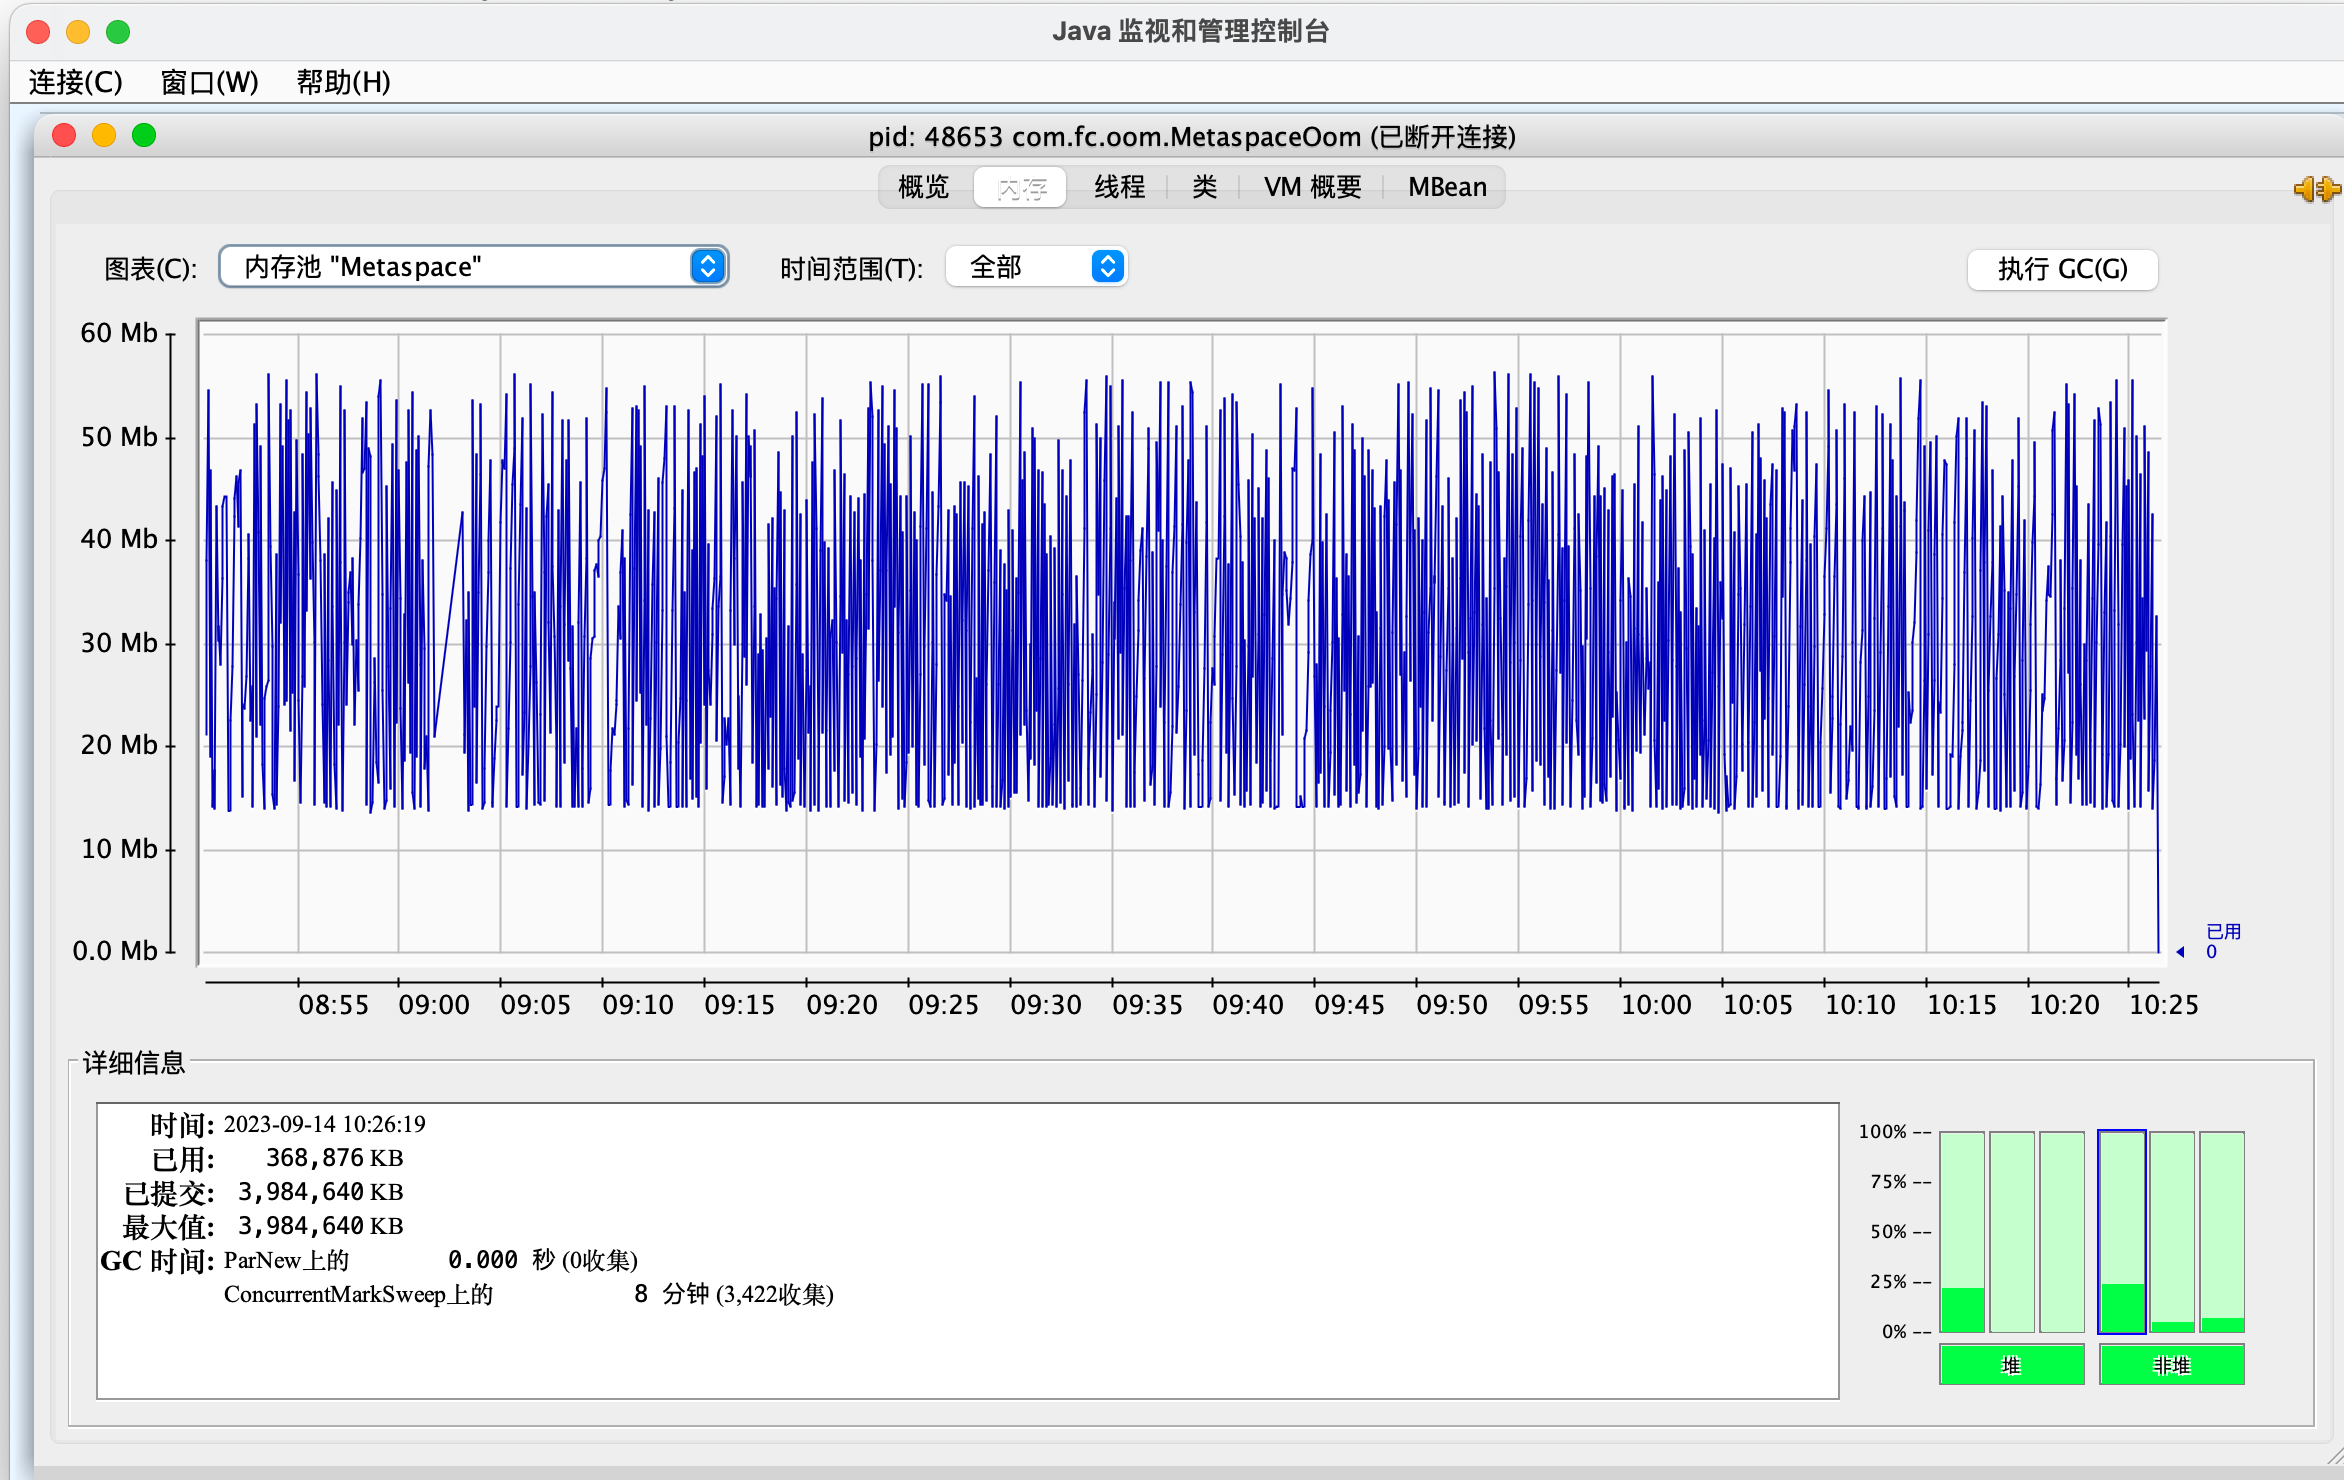 Java 监视和管理控制台
连接(C) 窗口(W) 帮助(H)
pid: 48653 com.fc.oom.MetaspaceOom (已断开连接)
概览 内存 线程 类 VM 概要 MBean
图表(C): 内存池 "Metaspace" 时间范围(T): 全部 执行 GC(G)
60 Mb
50 Mb
40 Mb
30 Mb
20 Mb
10 Mb
0.0 Mb
已用
0
08:55 09:00 09:05 09:10 09:15 09:20 09:25 09:30 09:35 09:40 09:45 09:50 09:55 10:00 10:05 10:10 10:15 10:20 10:25
详细信息
时间: 2023-09-14 10:26:19
已用: 368,876 KB
已提交: 3,984,640 KB
最大值: 3,984,640 KB
GC 时间: ParNew上的 0.000 秒 (0收集)
ConcurrentMarkSweep上的 8 分钟 (3,422收集)
100% --
75% --
50% --
25% --
0% --
堆 非堆